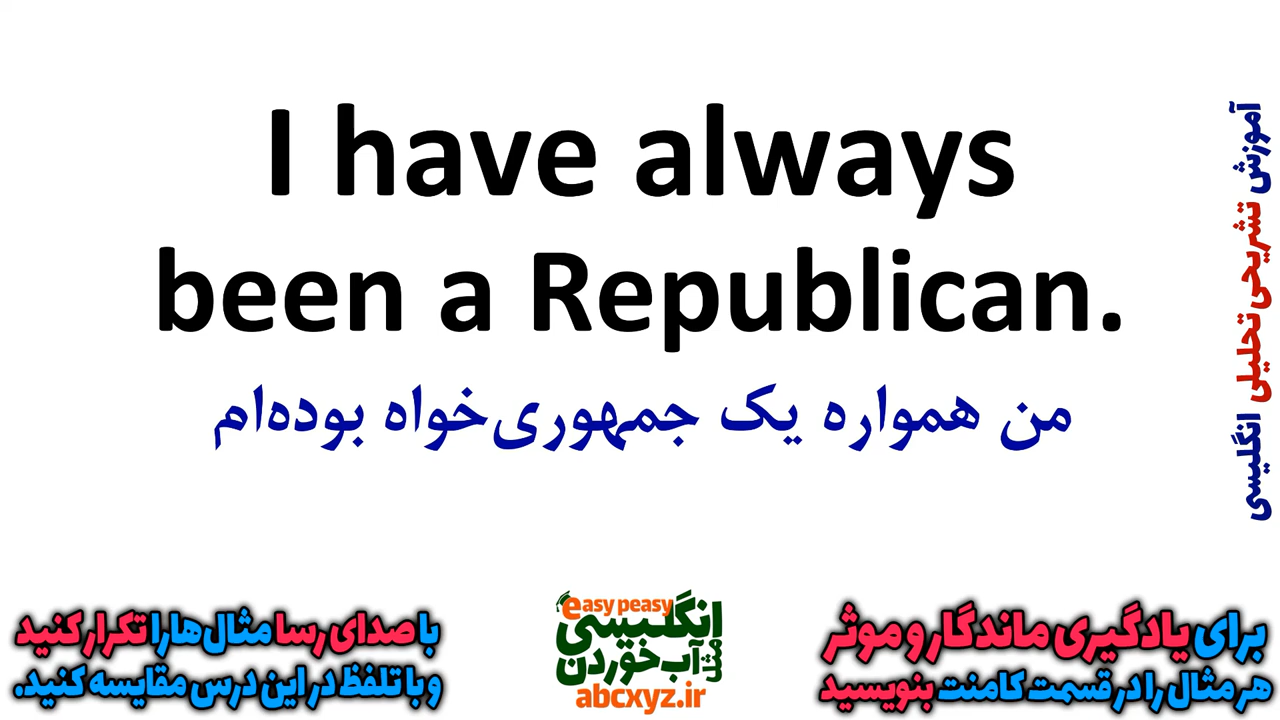 I have always
been a Republican.
من همواره یک جمهوری‌خواه بوده‌ام
آموزش تشریحی تحلیلی انگلیسی
برای یادگیری ماندگار و موثر
هر مثال را در قسمت کامنت بنویسید
easy peasy
انگلیسی
مثل آب خوردن
abcxyz.ir
با صدای رسا مثال‌ها را تکرار کنید
و با تلفظ در این درس مقایسه کنید.